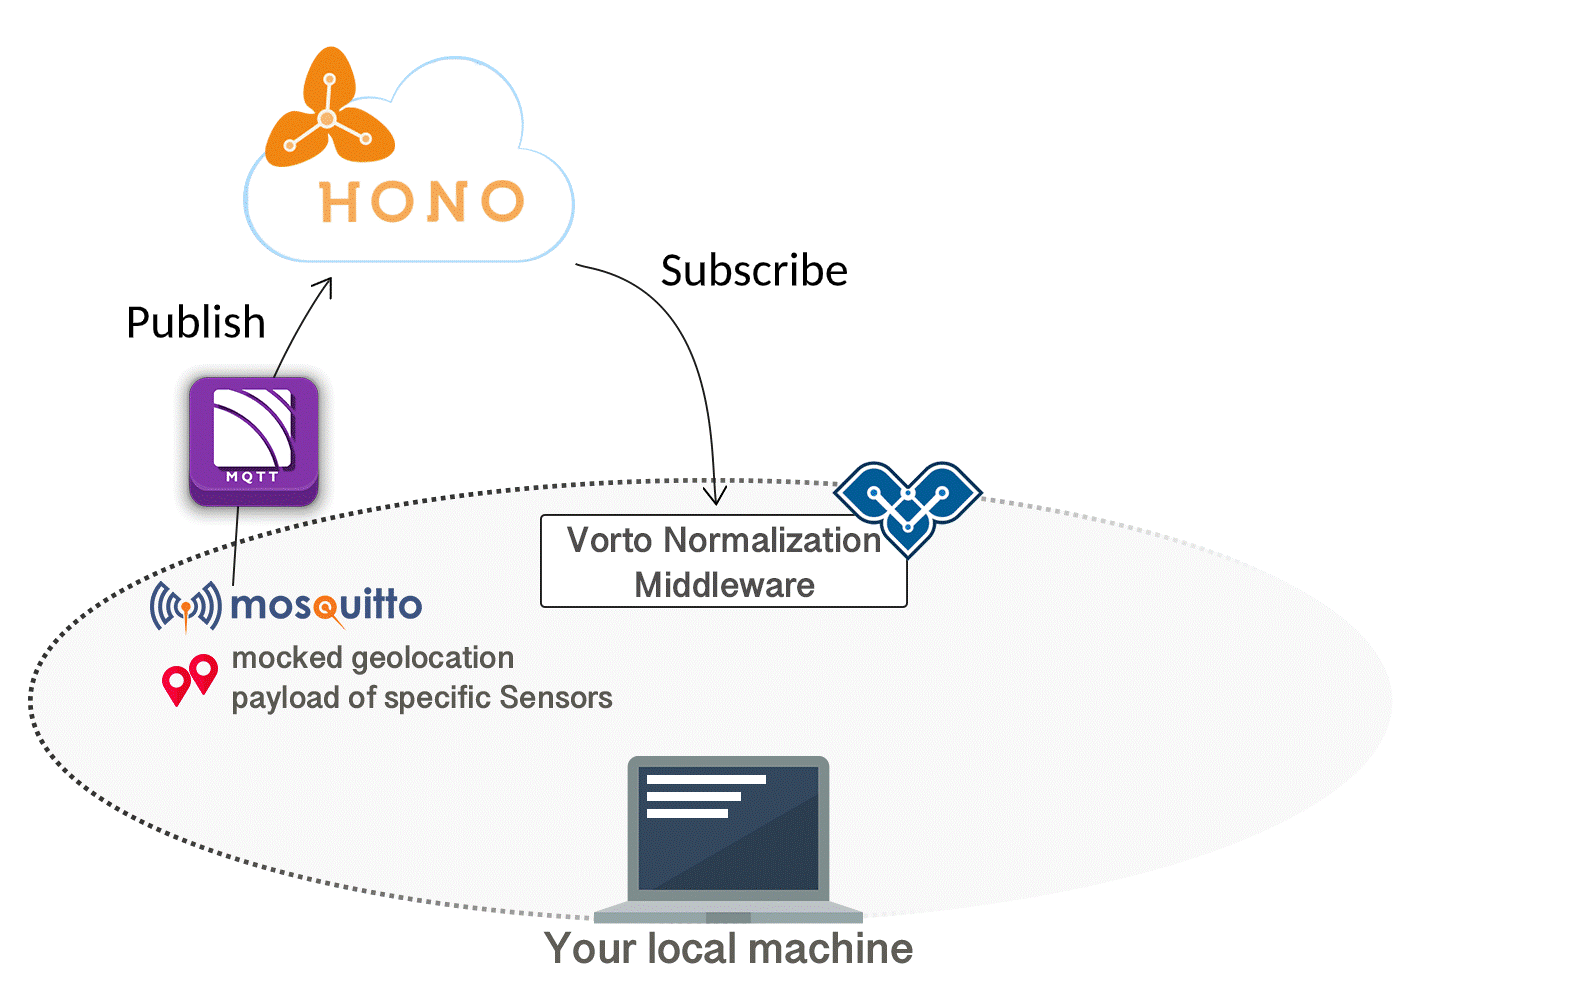 HONO
Subscribe
Publish
MQTT
Vorto Normalization
Middleware
mosquitto
mocked geolocation
payload of specific Sensors
Your local machine